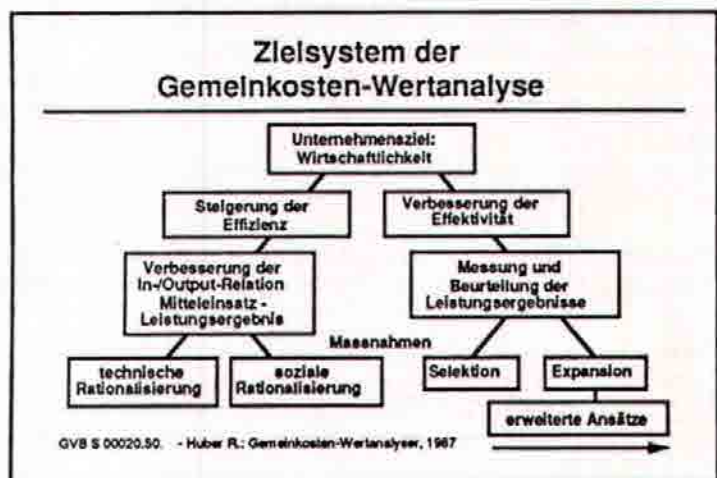 Zielsystem der
Gemeinkosten-Wertanalyse
Unternehmensziel:
Wirtschaftlichkeit
Steigerung der
Effizienz
Verbesserung der
Effektivität
Verbesserung der
In-/Output-Relation
Mitteleinsatz -
Leistungsergebnis
Messung und
Beurteilung der
Leistungsergebnisse
Massnahmen
technische
Rationalisierung
soziale
Rationalisierung
Selektion
Expansion
erweiterte Ansätze
GVB S 00020.50. - Huber R.: Gemeinkosten-Wertanalyser, 1987